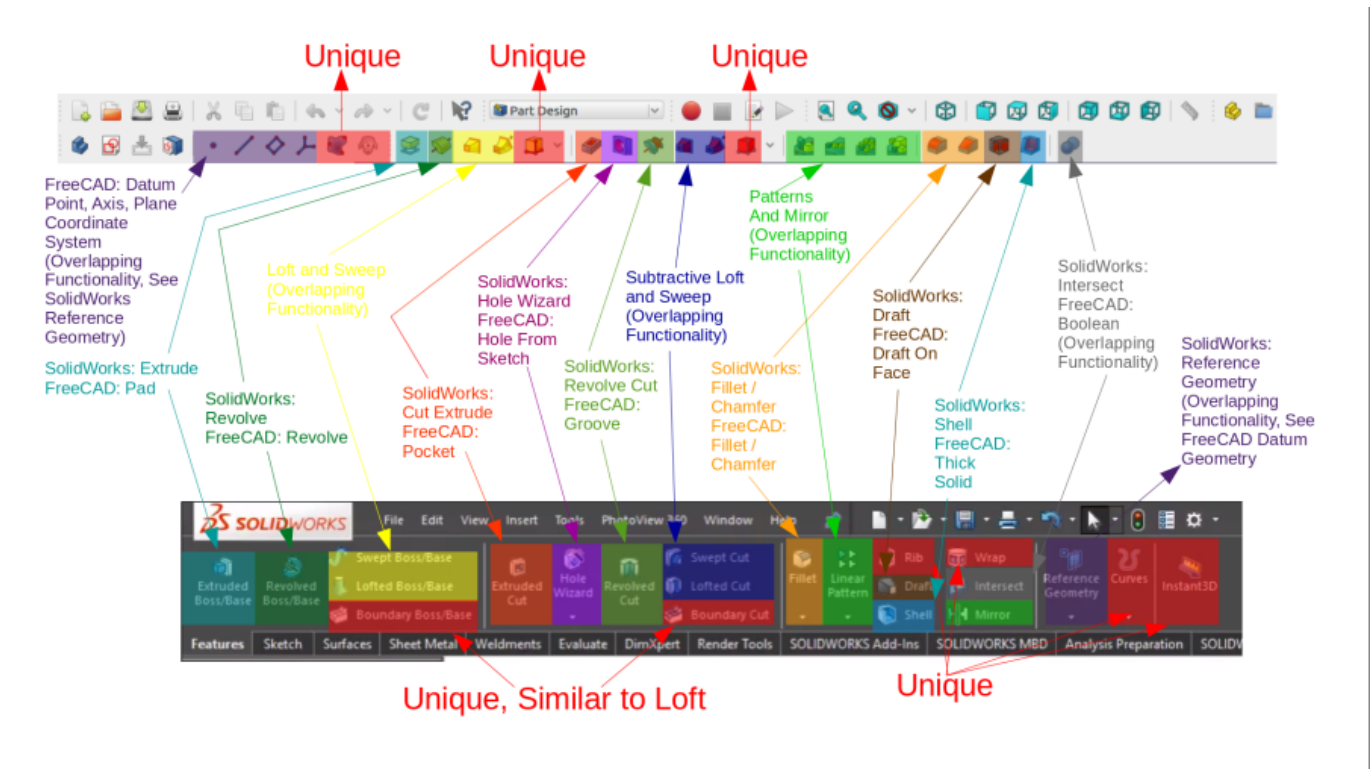 Unique
Unique
Unique
Part Design
FreeCAD: Datum
Point, Axis, Plane
Coordinate
System
(Overlapping
Functionality, See
SolidWorks
Reference
Geometry)
SolidWorks: Extrude
FreeCAD: Pad
SolidWorks:
Revolve
FreeCAD: Revolve
Loft and Sweep
(Overlapping
Functionality)
SolidWorks:
Cut Extrude
FreeCAD:
Pocket
SolidWorks:
Hole Wizard
FreeCAD:
Hole From
Sketch
SolidWorks:
Revolve Cut
FreeCAD:
Groove
Subtractive Loft
and Sweep
(Overlapping
Functionality)
Patterns
And Mirror
(Overlapping
Functionality)
SolidWorks:
Fillet /
Chamfer
FreeCAD:
Fillet /
Chamfer
SolidWorks:
Draft
FreeCAD:
Draft On
Face
SolidWorks:
Shell
FreeCAD:
Thick
Solid
SolidWorks:
Intersect
FreeCAD:
Boolean
(Overlapping
Functionality)
SolidWorks:
Reference
Geometry
(Overlapping
Functionality, See
FreeCAD Datum
Geometry
SOLIDWORKS
File Edit View Insert Tools PhotoView 360 Window Help
Extruded
Boss/Base
Revolved
Boss/Base
Swept Boss/Base
Lofted Boss/Base
Boundary Boss/Base
Extruded
Cut
Hole
Wizard
Revolved
Cut
Swept Cut
Lofted Cut
Boundary Cut
Fillet
Linear
Pattern
Rib
Draft
Shell
Wrap
Intersect
Mirror
Reference
Geometry
Curves
Instant3D
Features Sketch Surfaces Sheet Metal Weldments Evaluate DimXpert Render Tools SOLIDWORKS Add-Ins SOLIDWORKS MBD Analysis Preparation SOLIDW
Unique, Similar to Loft
Unique